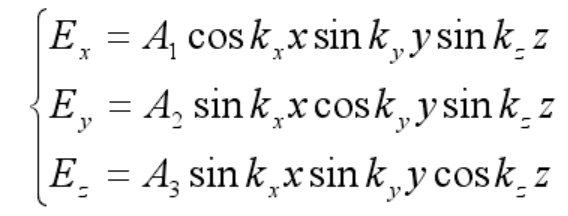 E_x = A_1 cos k_x x sin k_y y sin k_z z
E_y = A_2 sin k_x x cos k_y y sin k_z z
E_z = A_3 sin k_x x sin k_y y cos k_z z